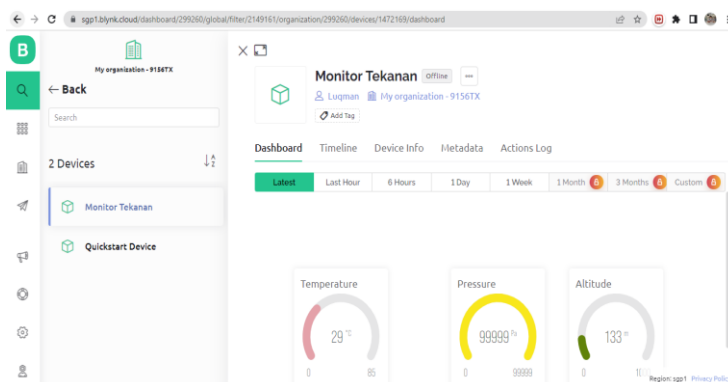 sgp1.blynk.cloud/dashboard/299260/global/filter/2149161/organization/299260/devices/1472169/dashboard
B
My organization - 9156TX
← Back
Search
2 Devices
Monitor Tekanan
Quickstart Device
Monitor Tekanan Offline
Luqman My organization - 9156TX
Add Tag
Dashboard Timeline Device Info Metadata Actions Log
Latest Last Hour 6 Hours 1 Day 1 Week 1 Month 3 Months Custom
Temperature Pressure Altitude
29 °C 99999 Pa 133 m
0 85 0 99999 0
Region: sgp1 Privacy Policy